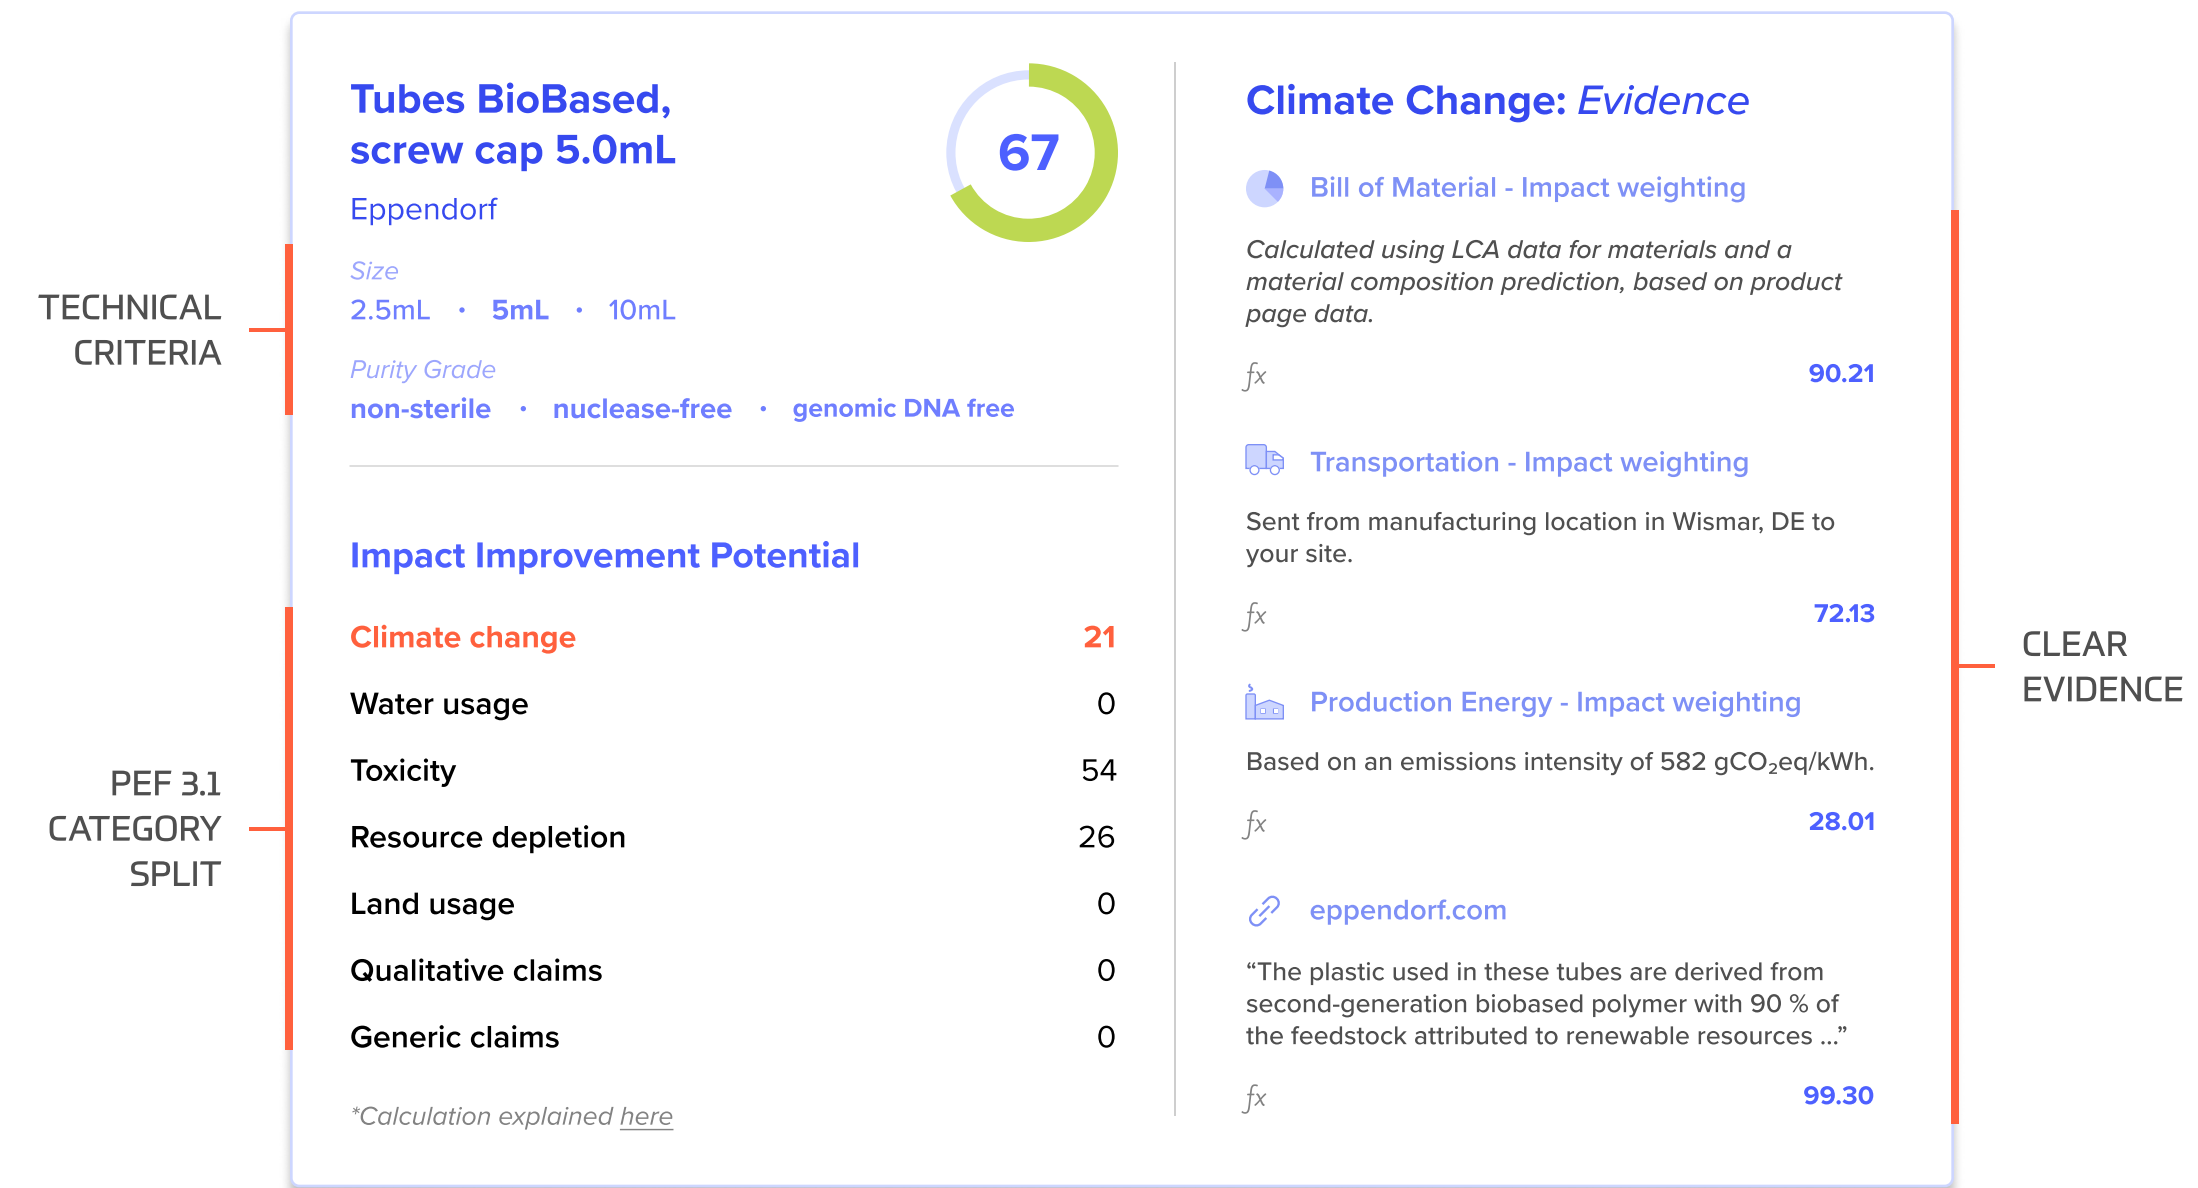 TECHNICAL
CRITERIA
PEF 3.1
CATEGORY
SPLIT
Tubes BioBased,
screw cap 5.0mL
Eppendorf
67
Size
2.5mL · 5mL · 10mL
Purity Grade
non-sterile · nuclease-free · genomic DNA free
Impact Improvement Potential
Climate change 21
Water usage 0
Toxicity 54
Resource depletion 26
Land usage 0
Qualitative claims 0
Generic claims 0
*Calculation explained here
Climate Change: Evidence
Bill of Material - Impact weighting
Calculated using LCA data for materials and a
material composition prediction, based on product
page data.
fx 90.21
Transportation - Impact weighting
Sent from manufacturing location in Wismar, DE to
your site.
fx 72.13
Production Energy - Impact weighting
Based on an emissions intensity of 582 gCO₂eq/kWh.
fx 28.01
eppendorf.com
“The plastic used in these tubes are derived from
second-generation biobased polymer with 90 % of
the feedstock attributed to renewable resources ...”
fx 99.30
CLEAR
EVIDENCE